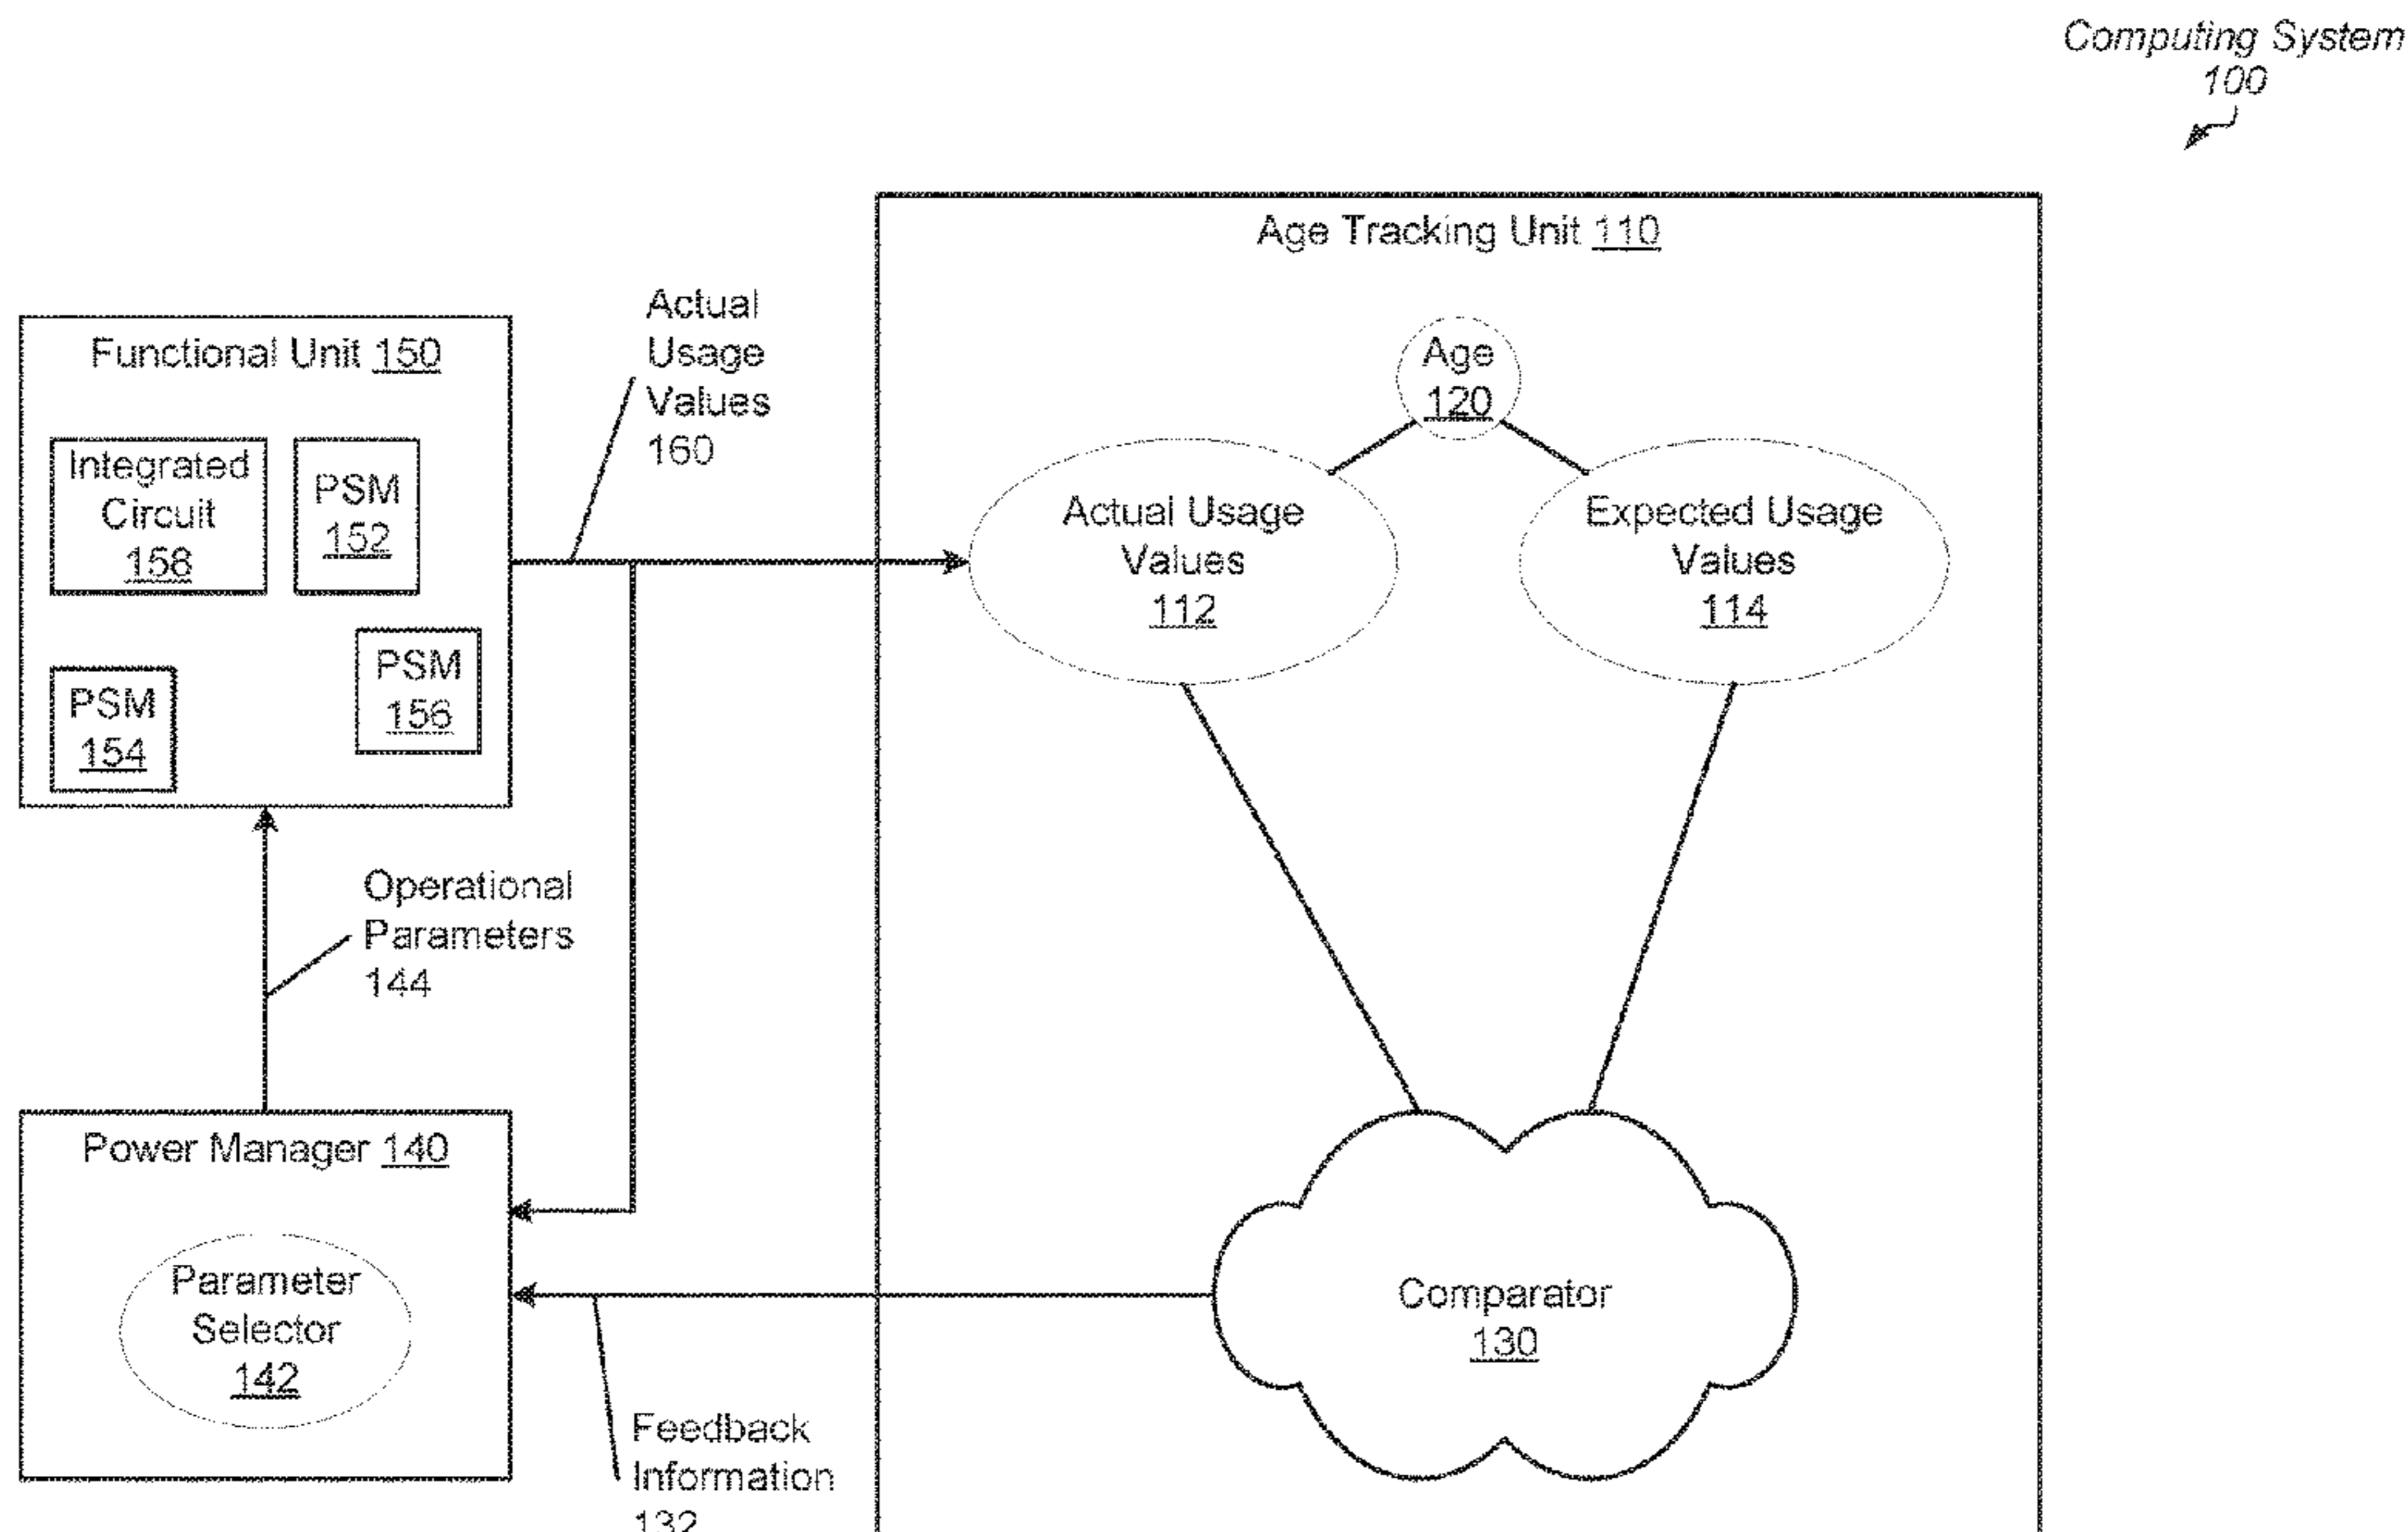 Computing System
100
Age Tracking Unit 110
Actual
Usage
Values
160
Functional Unit 150
Integrated
Circuit
158
PSM
152
PSM
156
PSM
154
Age
120
Actual Usage
Values
112
Expected Usage
Values
114
Operational
Parameters
144
Power Manager 140
Parameter
Selector
142
Comparator
130
Feedback
Information
132